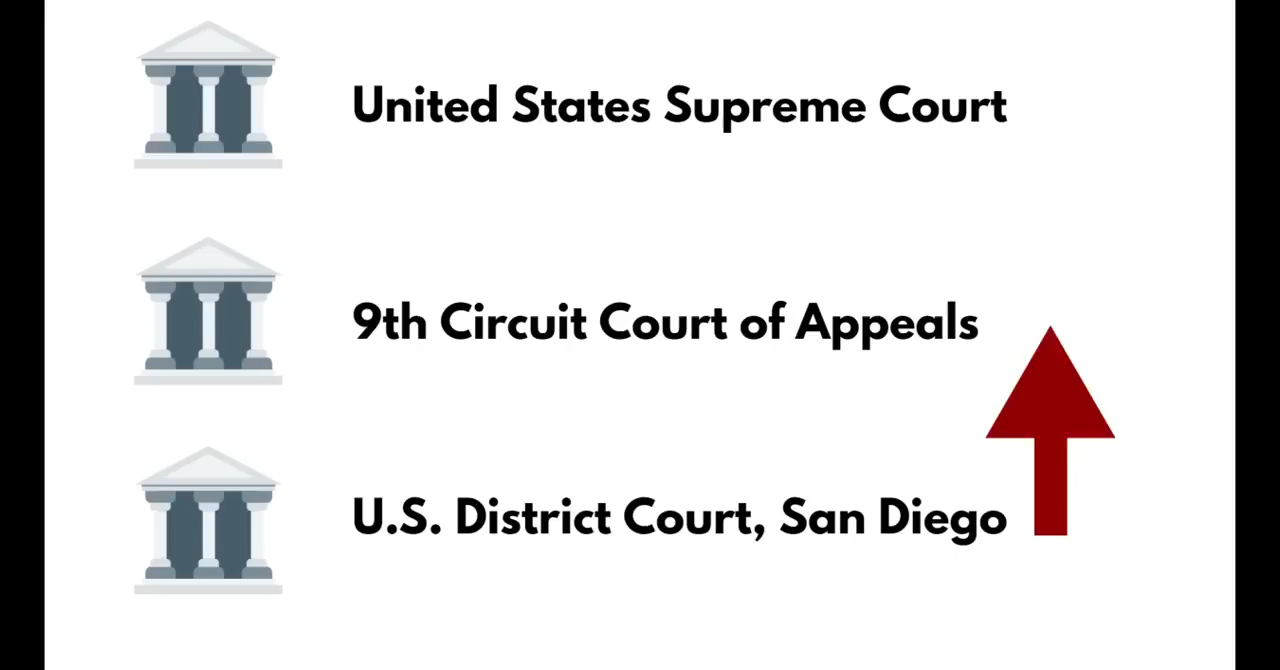 United States Supreme Court
9th Circuit Court of Appeals
U.S. District Court, San Diego